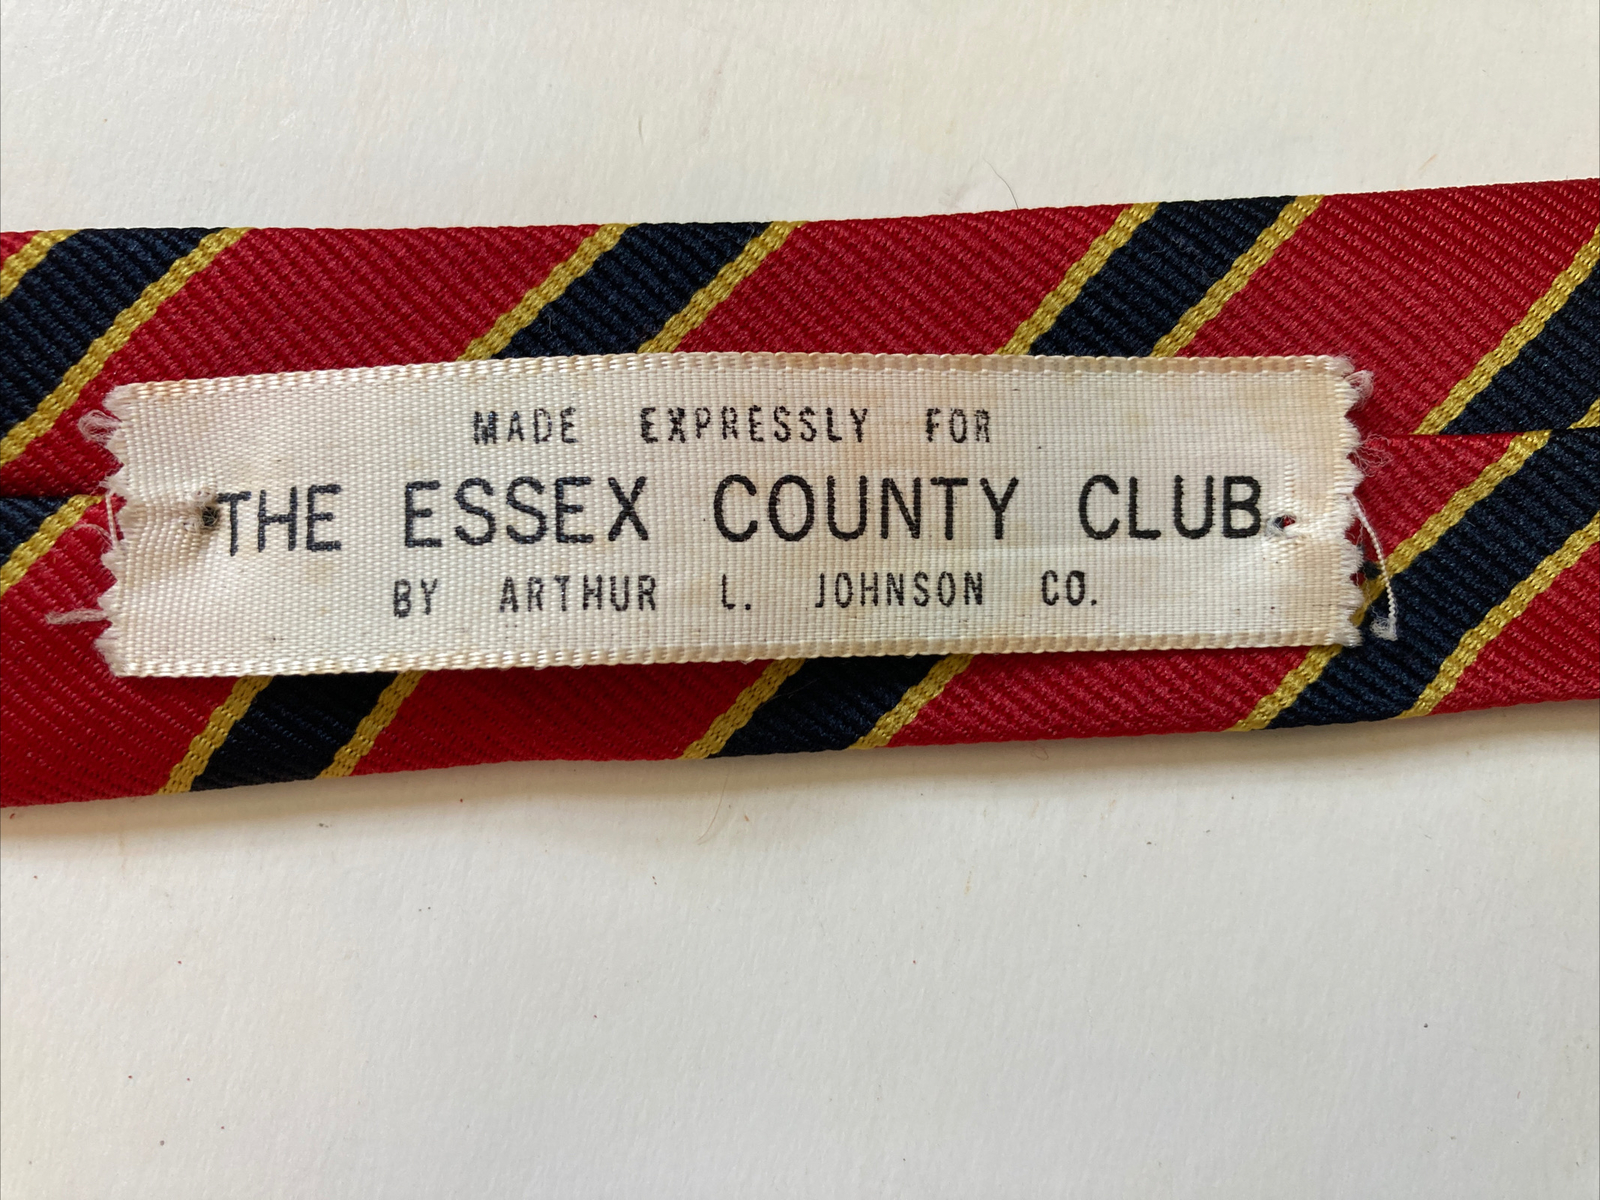 MADE EXPRESSLY FOR
THE ESSEX COUNTY CLUB
BY ARTHUR L. JOHNSON CO.